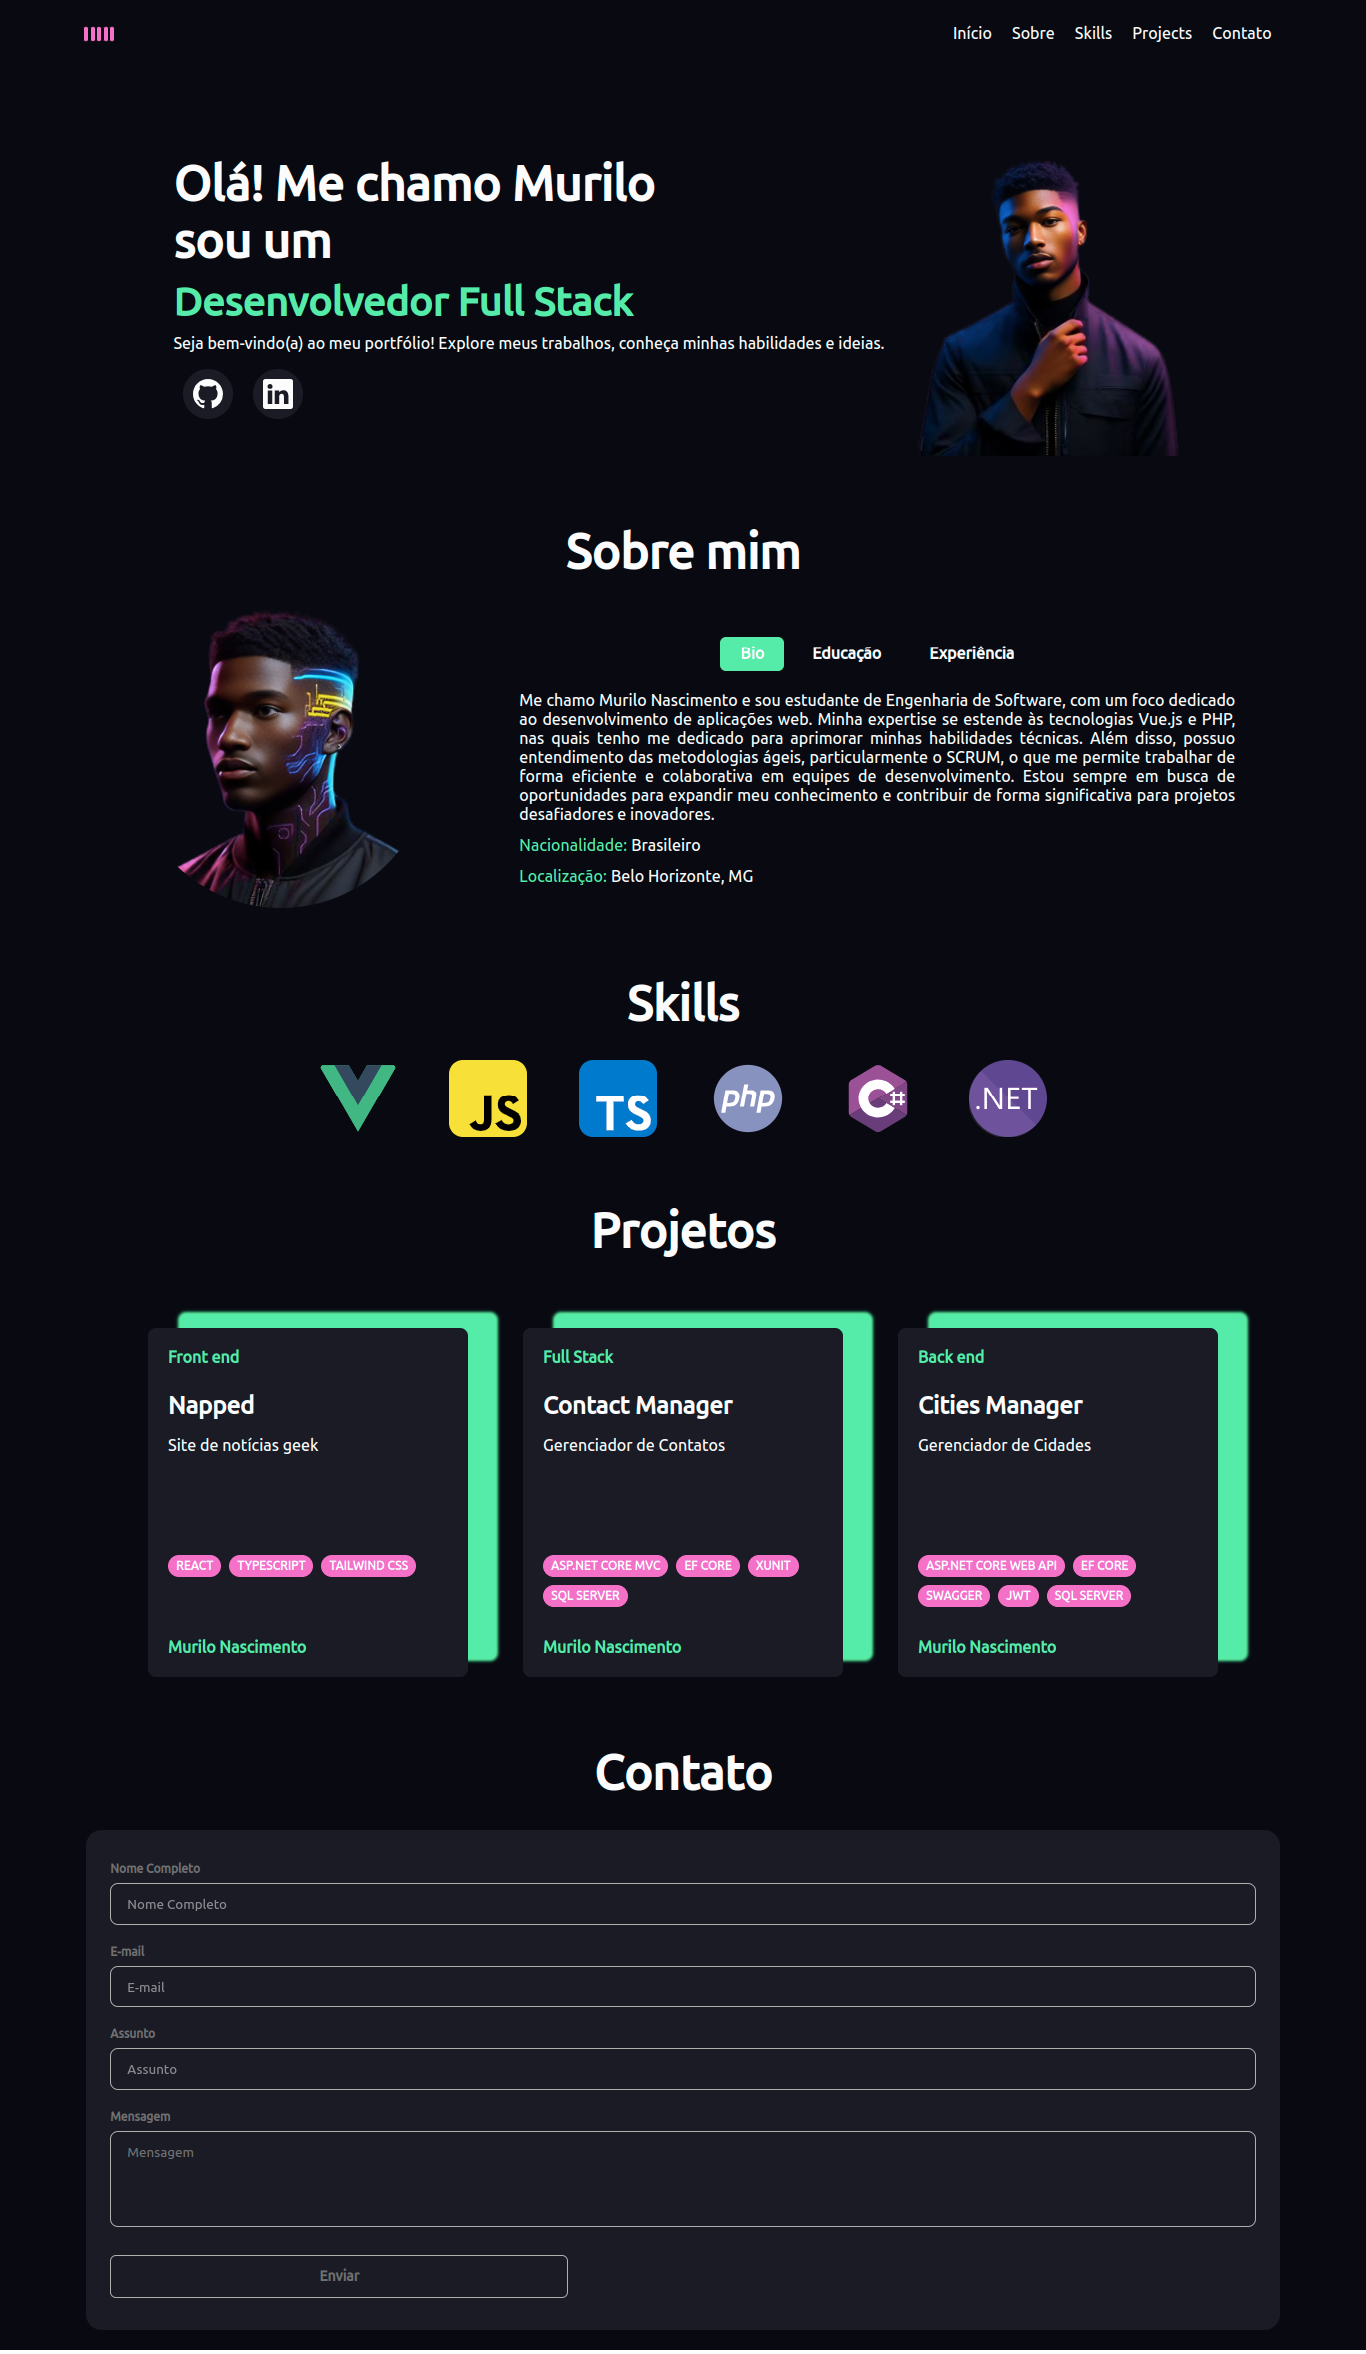 Início Sobre Skills Projects Contato
Olá! Me chamo Murilo
sou um
Desenvolvedor Full Stack
Seja bem-vindo(a) ao meu portfólio! Explore meus trabalhos, conheça minhas habilidades e ideias.
in
Sobre mim
Bio Educação Experiência
Me chamo Murilo Nascimento e sou estudante de Engenharia de Software, com um foco dedicado
ao desenvolvimento de aplicações web. Minha expertise se estende às tecnologias Vue.js e PHP,
nas quais tenho me dedicado para aprimorar minhas habilidades técnicas. Além disso, possuo
entendimento das metodologias ágeis, particularmente o SCRUM, o que me permite trabalhar de
forma eficiente e colaborativa em equipes de desenvolvimento. Estou sempre em busca de
oportunidades para expandir meu conhecimento e contribuir de forma significativa para projetos
desafiadores e inovadores.
Nacionalidade: Brasileiro
Localização: Belo Horizonte, MG
Skills
JS TS php C# .NET
Projetos
Front end
Napped
Site de notícias geek
REACT TYPESCRIPT TAILWIND CSS
Murilo Nascimento
Full Stack
Contact Manager
Gerenciador de Contatos
ASP.NET CORE MVC EF CORE XUNIT
SQL SERVER
Murilo Nascimento
Back end
Cities Manager
Gerenciador de Cidades
ASP.NET CORE WEB API EF CORE
SWAGGER JWT SQL SERVER
Murilo Nascimento
Contato
Nome Completo
Nome Completo
E-mail
E-mail
Assunto
Assunto
Mensagem
Mensagem
Enviar